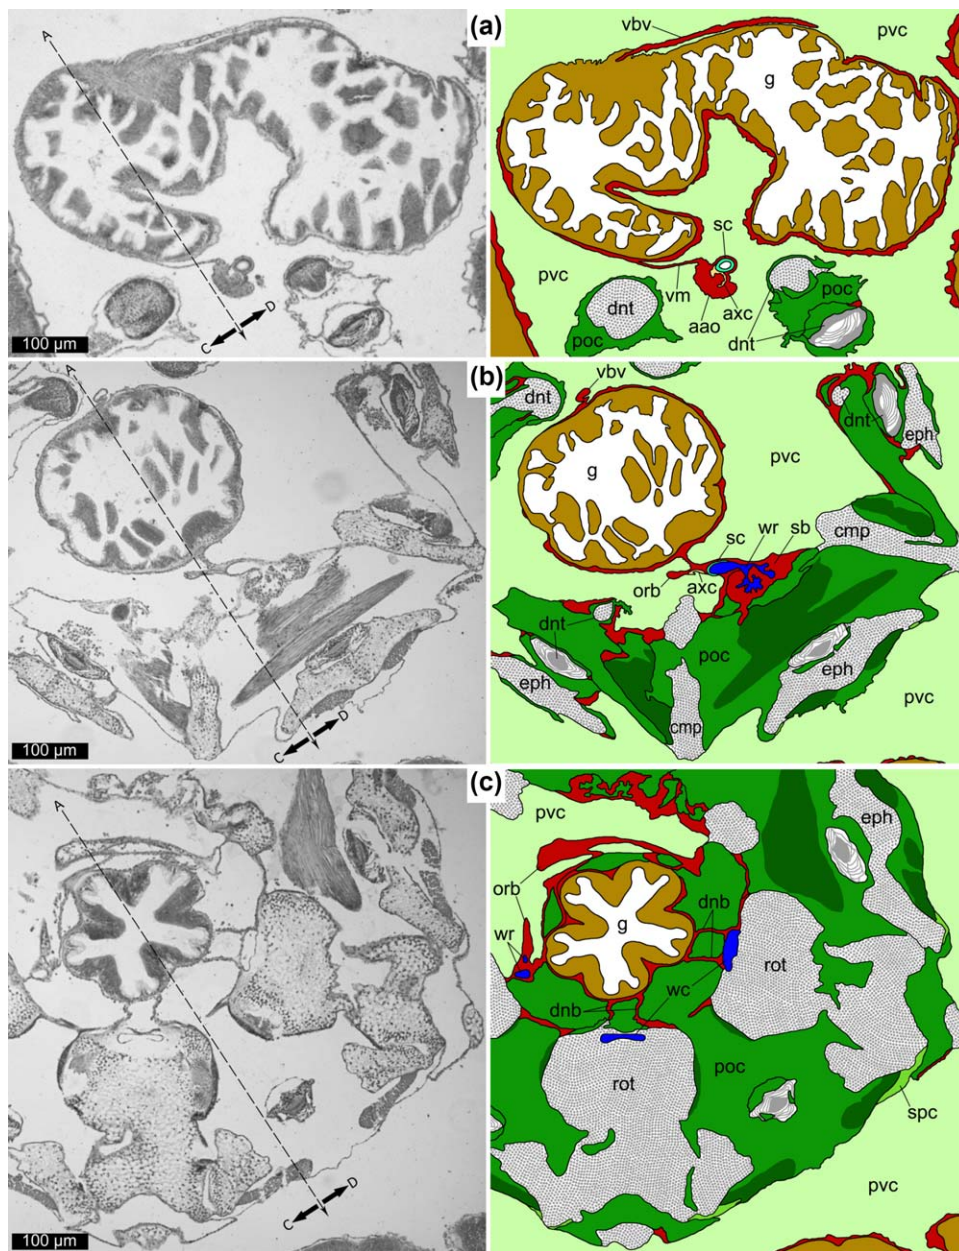 (a)
A
vbv
pvc
g
sc
pvc
vm
axc
aao
dnt
poc
poc
dnt
D
C
100 µm
(b)
A
vbv
dnt
dnt
eph
pvc
g
cmp
sc
wr
sb
orb
axc
dnt
poc
eph
eph
cmp
pvc
D
C
100 µm
(c)
A
pvc
eph
orb
dnb
g
wr
rot
wc
dnb
rot
poc
spc
pvc
D
C
100 µm